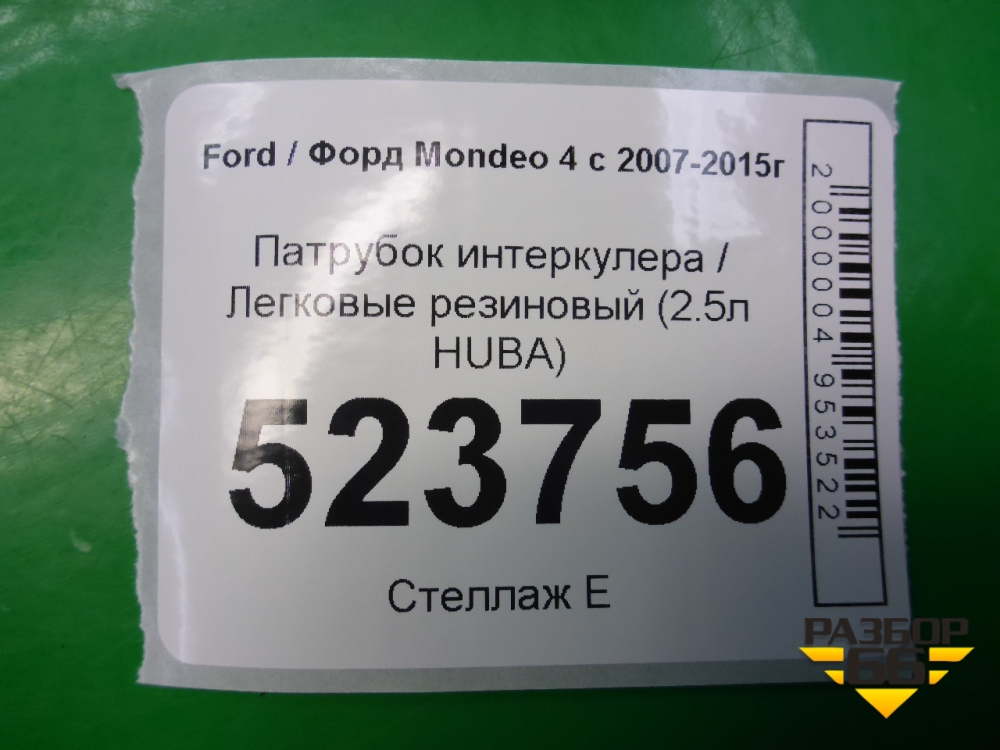 Ford / Форд Mondeo 4 с 2007-2015г
Патрубок интеркулера /
Легковые резиновый (2.5л
HUBA)
523756
Стеллаж Е
2000004953522
РАЗБОР
66